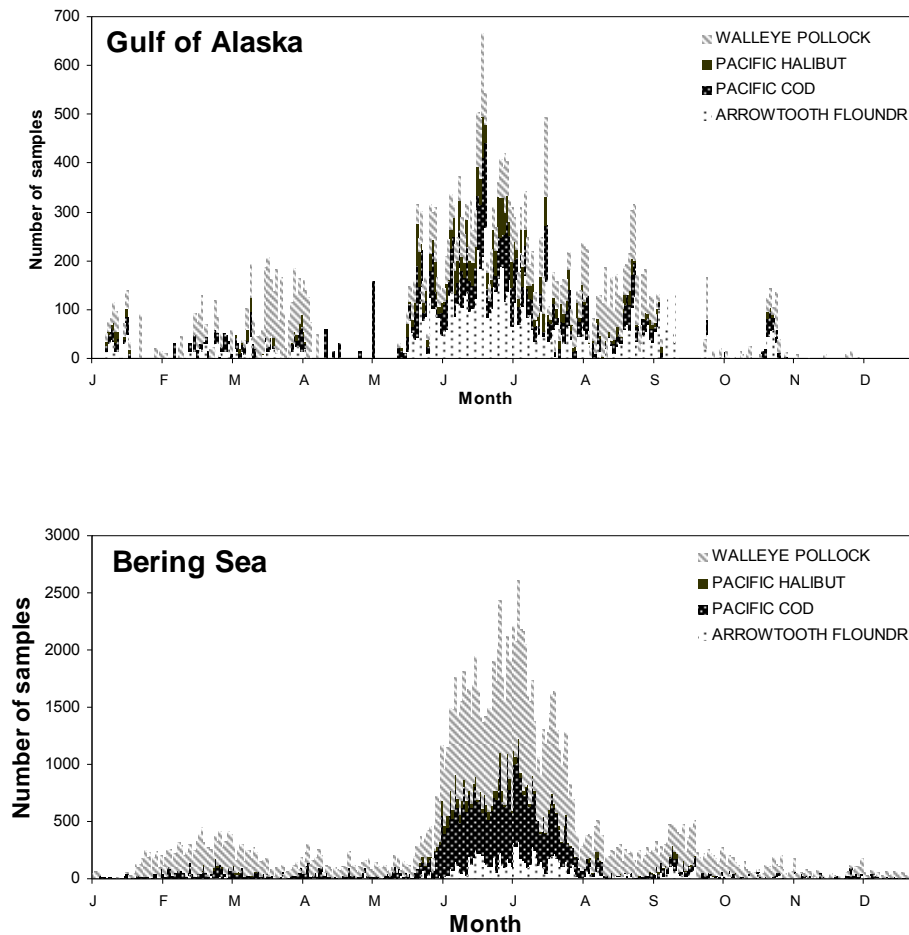 Gulf of Alaska
WALLEYE POLLOCK
PACIFIC HALIBUT
PACIFIC COD
ARROWTOOTH FLOUNDR
Number of samples
700
600
500
400
300
200
100
0
J F M A M J J A S O N D
Month
Bering Sea
WALLEYE POLLOCK
PACIFIC HALIBUT
PACIFIC COD
ARROWTOOTH FLOUNDR
Number of samples
3000
2500
2000
1500
1000
500
0
J F M A M J J A S O N D
Month